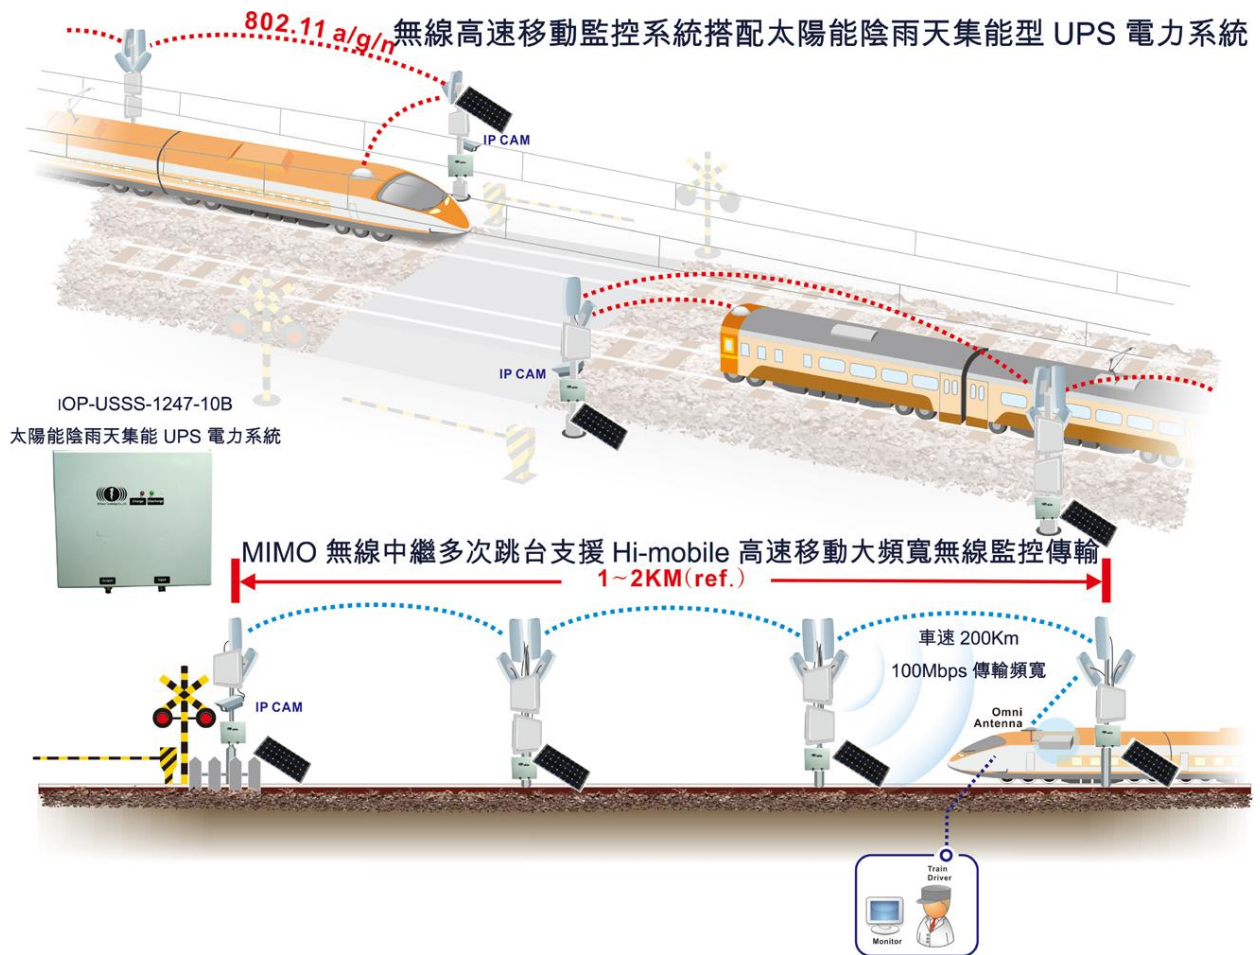 802.11 a/g/n
無線高速移動監控系統搭配太陽能陰雨天集能型 UPS 電力系統
IP CAM
IP CAM
IOP-USSS-1247-10B
太陽能陰雨天集能 UPS 電力系統
MIMO 無線中繼多次跳台支援 Hi-mobile 高速移動大頻寬無線監控傳輸
1~2KM(ref.)
車速 200Km
100Mbps 傳輸頻寬
IP CAM
Omni
Antenna
Train
Driver
Monitor